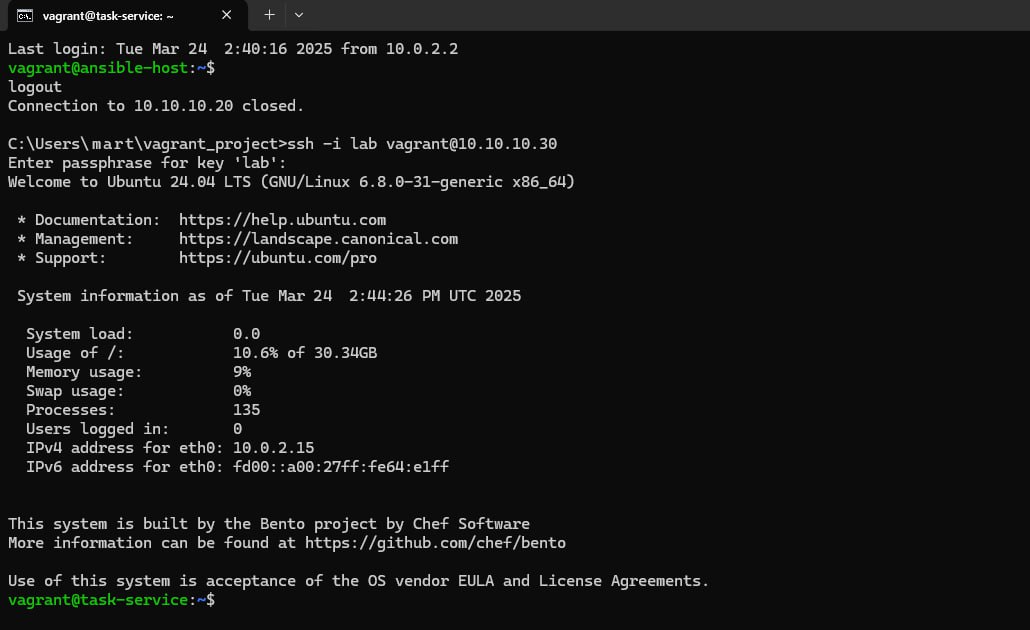 vagrant@task-service: ~
Last login: Tue Mar 24  2:40:16 2025 from 10.0.2.2
vagrant@ansible-host:~$
logout
Connection to 10.10.10.20 closed.
C:\Users\mart\vagrant_project>ssh -i lab vagrant@10.10.10.30
Enter passphrase for key 'lab':
Welcome to Ubuntu 24.04 LTS (GNU/Linux 6.8.0-31-generic x86_64)
* Documentation:  https://help.ubuntu.com
* Management:     https://landscape.canonical.com
* Support:        https://ubuntu.com/pro
System information as of Tue Mar 24  2:44:26 PM UTC 2025
System load:           0.0
Usage of /:            10.6% of 30.34GB
Memory usage:          9%
Swap usage:            0%
Processes:             135
Users logged in:       0
IPv4 address for eth0: 10.0.2.15
IPv6 address for eth0: fd00::a00:27ff:fe64:e1ff
This system is built by the Bento project by Chef Software
More information can be found at https://github.com/chef/bento
Use of this system is acceptance of the OS vendor EULA and License Agreements.
vagrant@task-service:~$